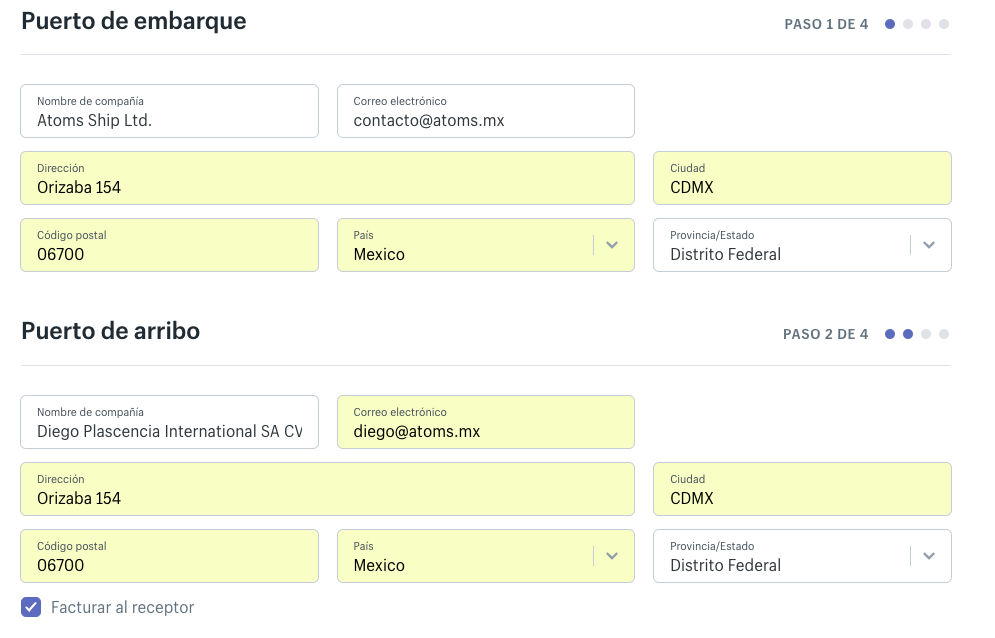 Puerto de embarque
PASO 1 DE 4
Nombre de compañía
Atoms Ship Ltd.
Correo electrónico
contacto@atoms.mx
Dirección
Orizaba 154
Ciudad
CDMX
Código postal
06700
País
Mexico
Provincia/Estado
Distrito Federal
Puerto de arribo
PASO 2 DE 4
Nombre de compañía
Diego Plascencia International SA CV
Correo electrónico
diego@atoms.mx
Dirección
Orizaba 154
Ciudad
CDMX
Código postal
06700
País
Mexico
Provincia/Estado
Distrito Federal
Facturar al receptor